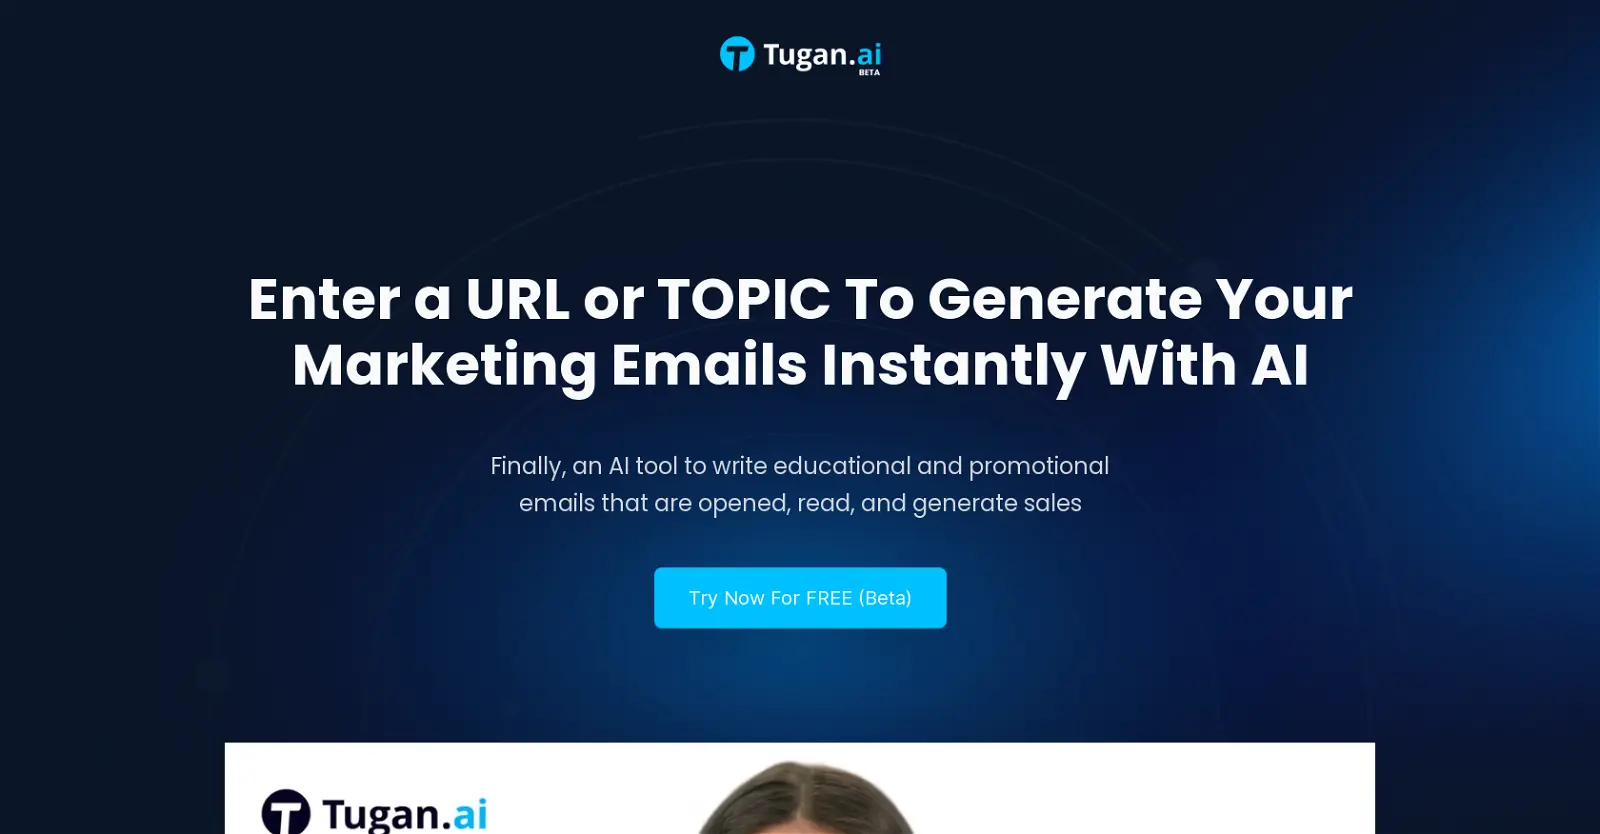 Tugan.ai
BETA
Enter a URL or TOPIC To Generate Your
Marketing Emails Instantly With AI
Finally, an AI tool to write educational and promotional
emails that are opened, read, and generate sales
Try Now For FREE (Beta)
Tugan.ai